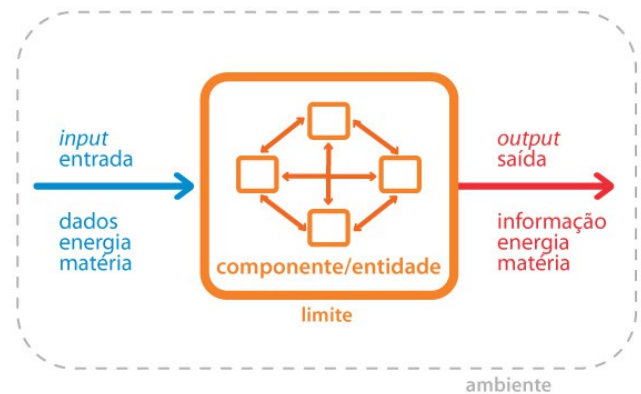 input
entrada
dados
energia
matéria
componente/entidade
limite
output
saída
informação
energia
matéria
ambiente